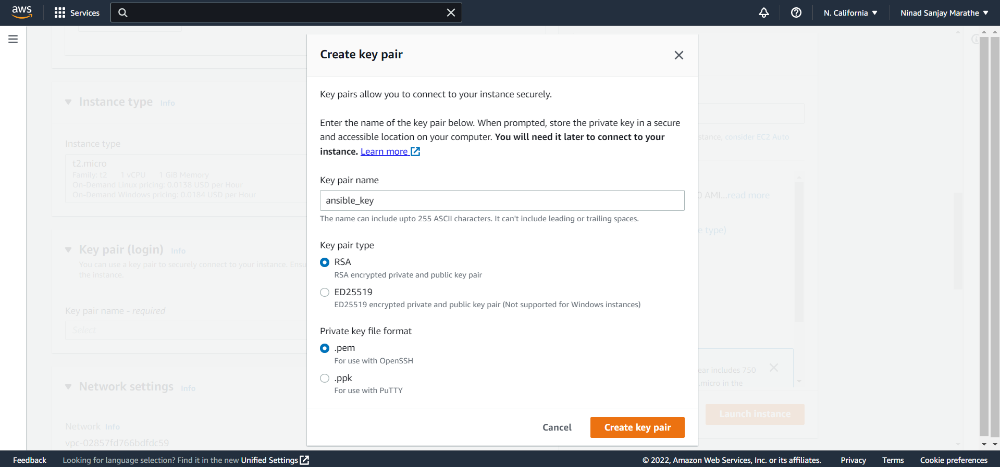 aws
Services
N. California
Ninad Sanjay Marathe
Create key pair
Key pairs allow you to connect to your instance securely.
Enter the name of the key pair below. When prompted, store the private key in a secure
and accessible location on your computer. You will need it later to connect to your
instance. Learn more
Key pair name
ansible_key
The name can include upto 255 ASCII characters. It can't include leading or trailing spaces.
Key pair type
RSA
RSA encrypted private and public key pair
ED25519
ED25519 encrypted private and public key pair (Not supported for Windows instances)
Private key file format
.pem
For use with OpenSSH
.ppk
For use with PuTTY
Cancel
Create key pair
Instance type Info
Instance type
t2.micro
Family: t2 1 vCPU 1 GiB Memory
On-Demand Linux pricing: 0.0138 USD per Hour
On-Demand Windows pricing: 0.0184 USD per Hour
Key pair (login) Info
You can use a key pair to securely connect to your instance. Ensu
the instance.
Key pair name - required
Select
Network settings Info
Network Info
vpc-02857fd766bdfdc59
stance, consider EC2 Auto
0 AMI...read more
e type)
ear includes 750
.micro in the
Launch instance
Feedback
Looking for language selection? Find it in the new Unified Settings
© 2022, Amazon Web Services, Inc. or its affiliates.
Privacy
Terms
Cookie preferences